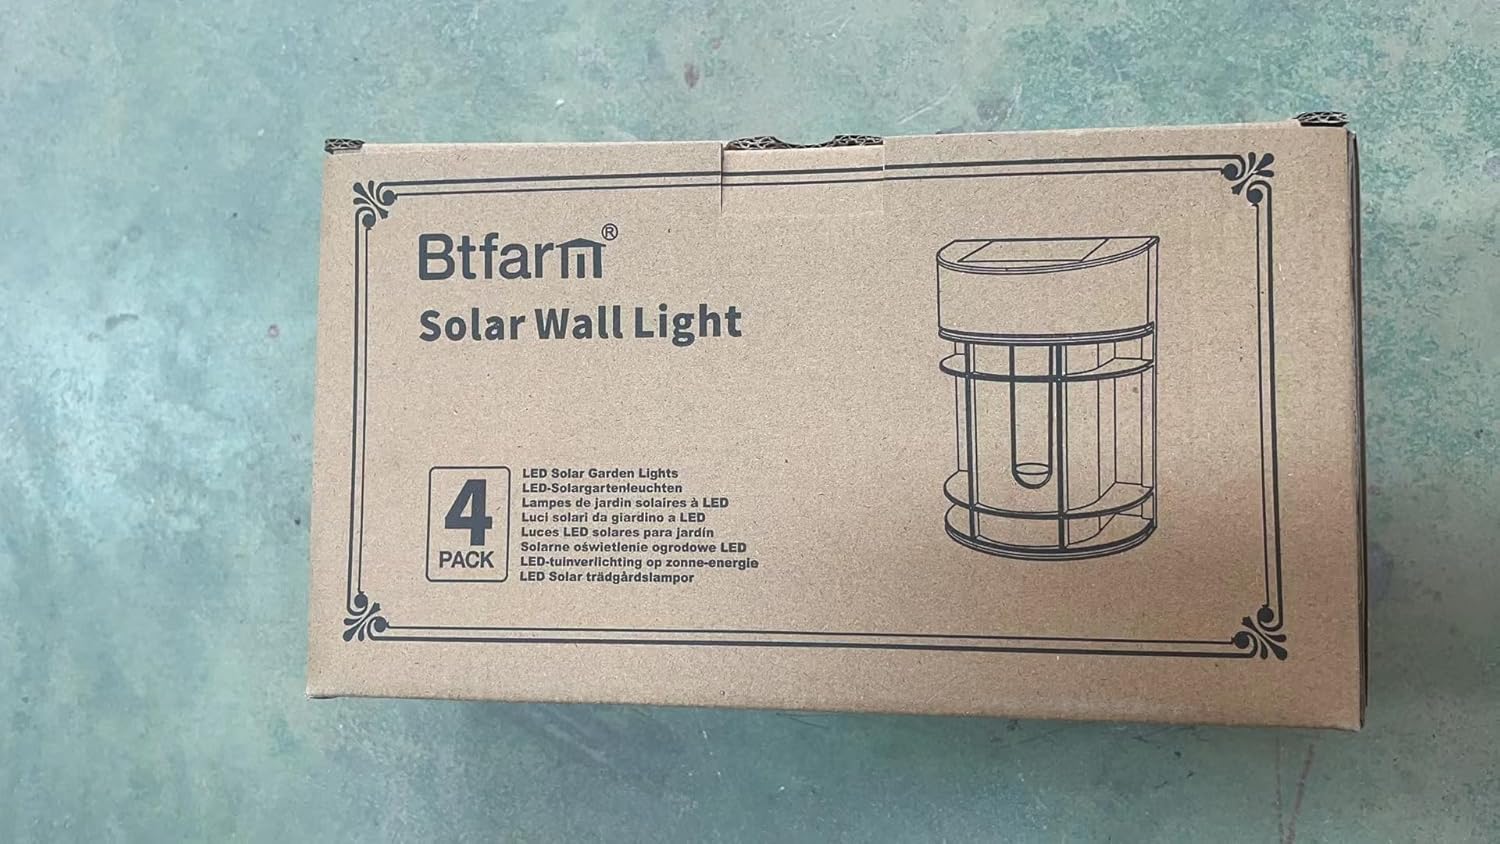 Btfarm®
Solar Wall Light
4
PACK
LED Solar Garden Lights
LED-Solargartenleuchten
Lampes de jardin solaires à LED
Luci solari da giardino a LED
Luces LED solares para jardín
Solarne oświetlenie ogrodowe LED
LED-tuinverlichting op zonne-energie
LED Solar trädgårdslampor